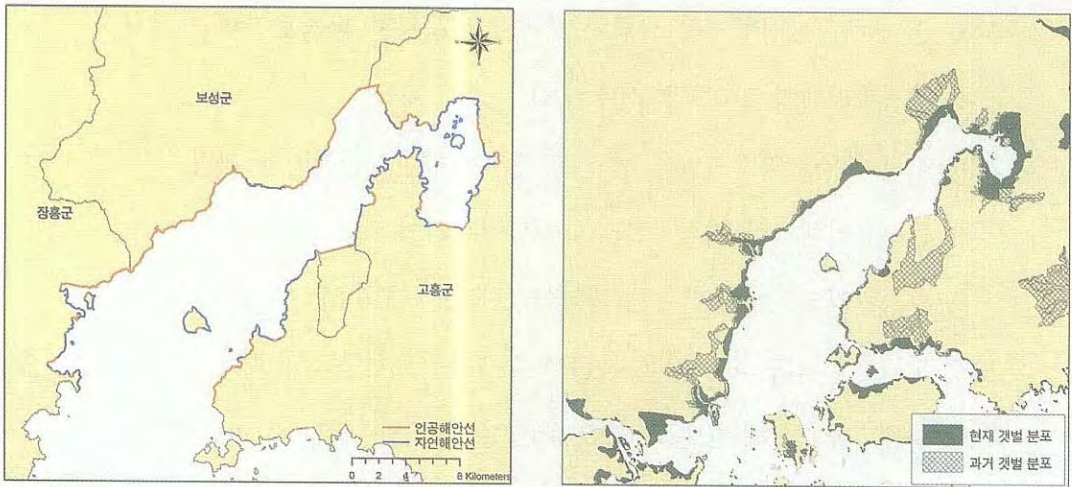 보성군
장흥군
고흥군
인공해안선
자연해안선
0 2 4 8 Kilometers
현재 갯벌 분포
과거 갯벌 분포